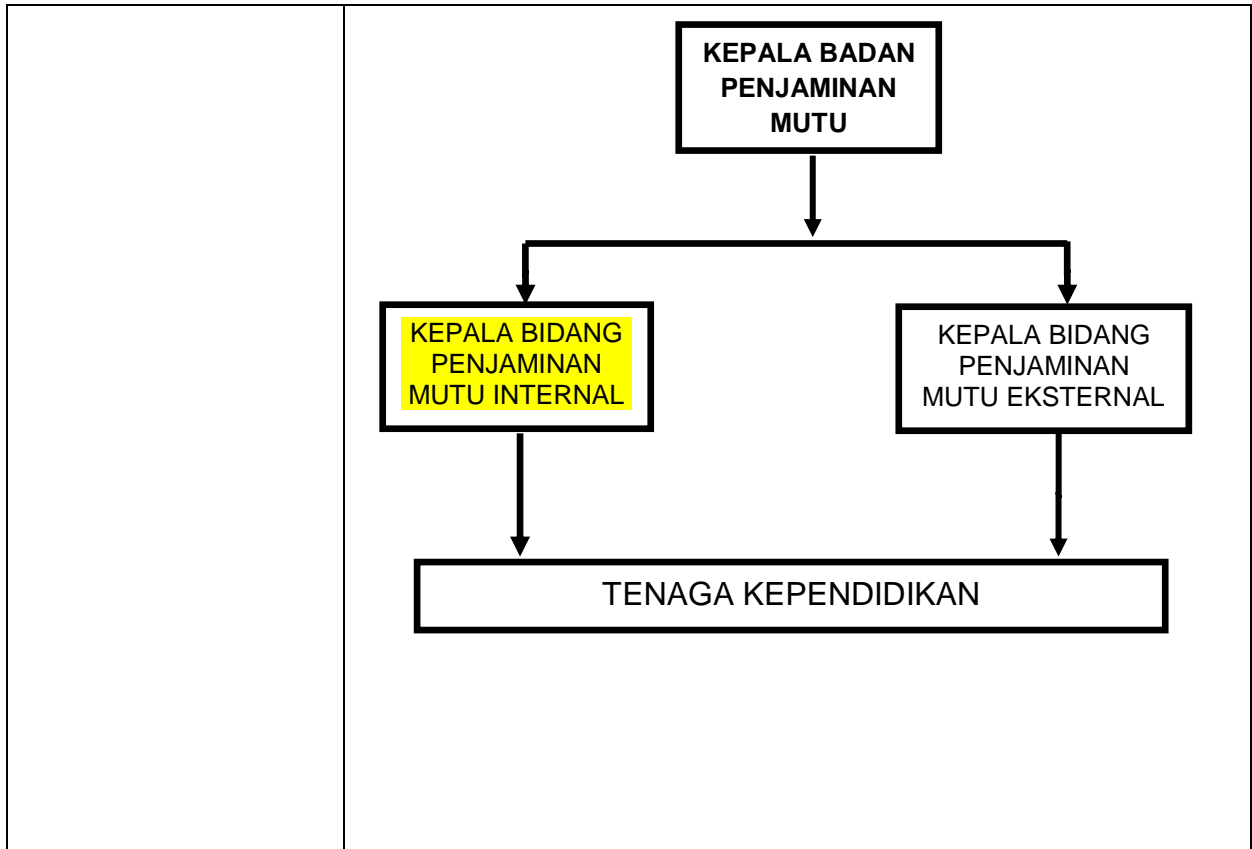 KEPALA BADAN
PENJAMINAN
MUTU
KEPALA BIDANG
PENJAMINAN
MUTU INTERNAL
KEPALA BIDANG
PENJAMINAN
MUTU EKSTERNAL
TENAGA KEPENDIDIKAN